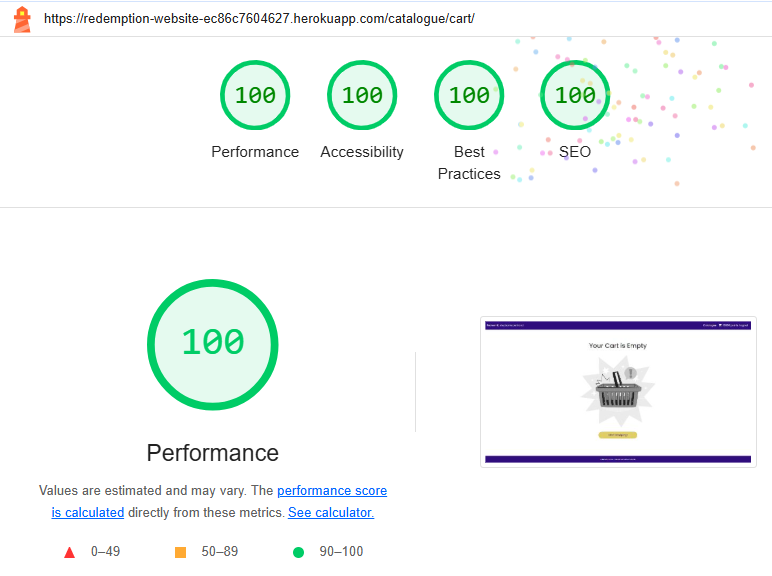 https://redemption-website-ec86c7604627.herokuapp.com/catalogue/cart/
100 100 100 100
Performance Accessibility Best Practices SEO
100
Performance
Values are estimated and may vary. The performance score
is calculated directly from these metrics. See calculator.
0–49 50–89 90–100
Your Cart is Empty